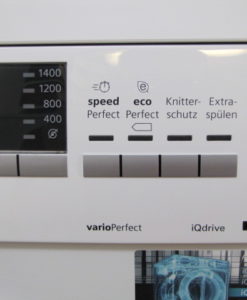 1400
1200
800
400
speed eco Knitter- Extra-
Perfect Perfect schutz spülen
varioPerfect iQdrive